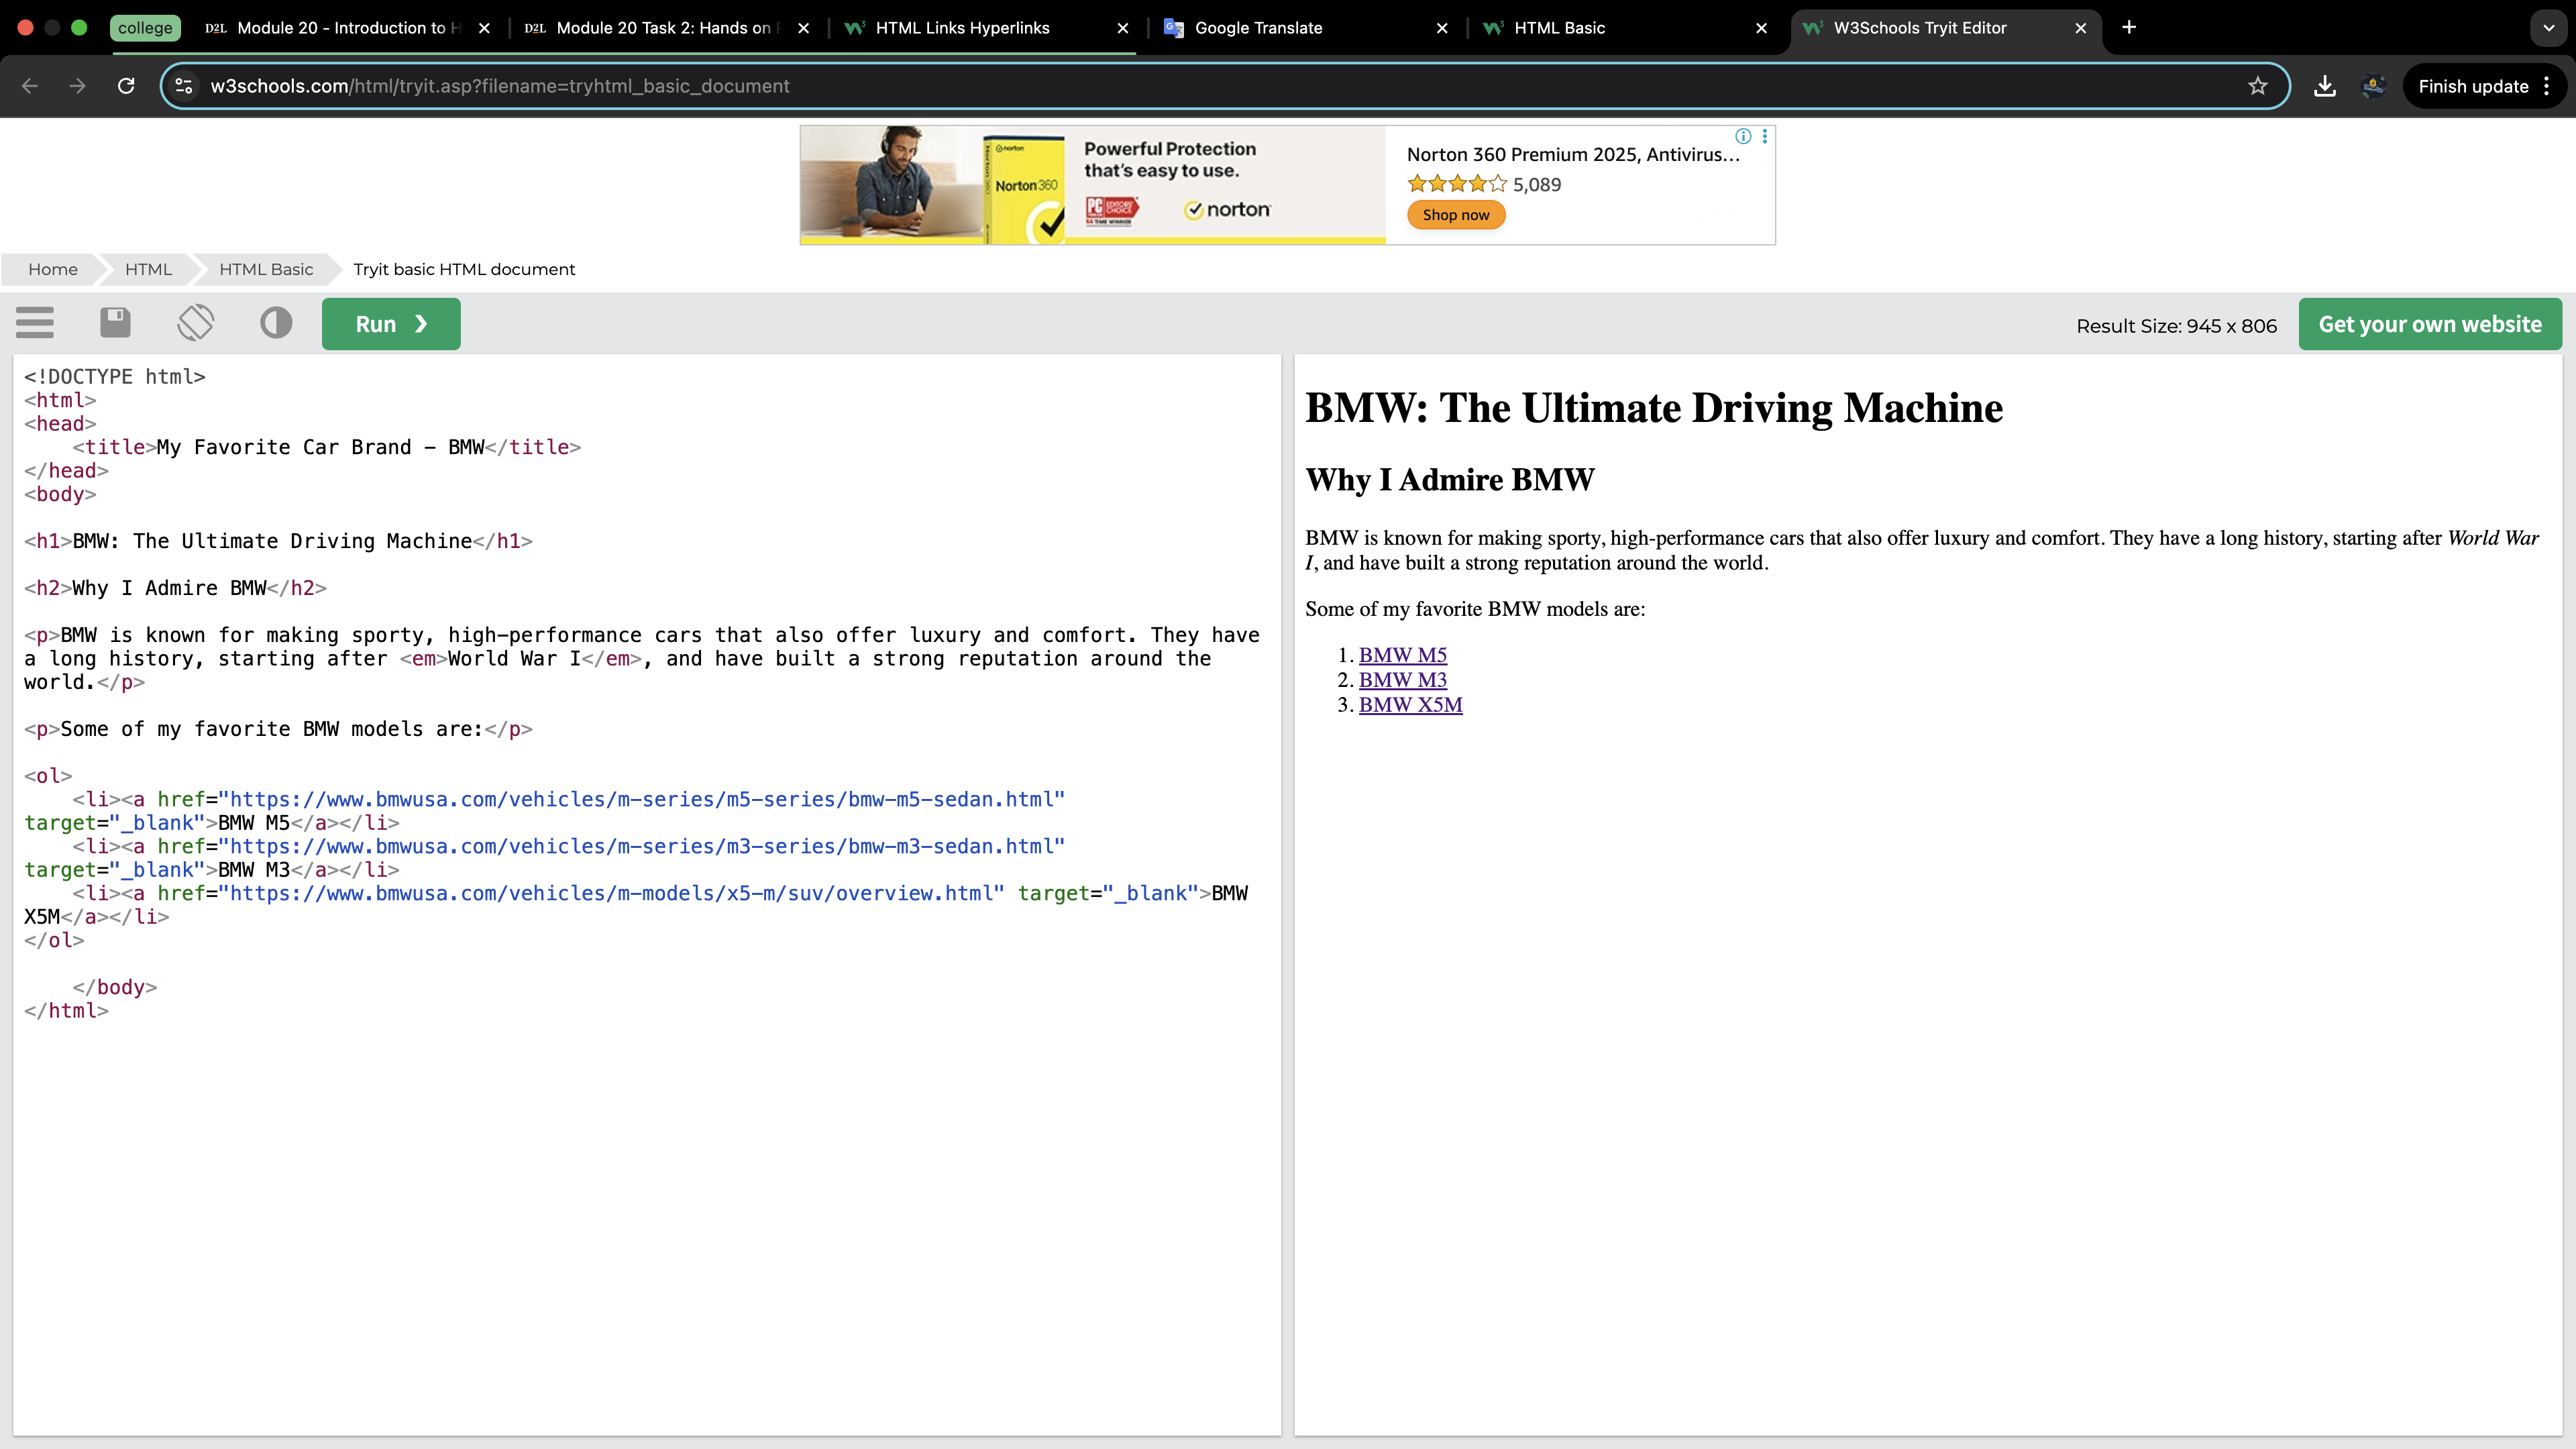 college
D2L Module 20 - Introduction to H
D2L Module 20 Task 2: Hands on P
HTML Links Hyperlinks
Google Translate
HTML Basic
W3Schools Tryit Editor
w3schools.com/html/tryit.asp?filename=tryhtml_basic_document
Finish update
norton
Norton 360
Powerful Protection
that's easy to use.
norton
Norton 360 Premium 2025, Antivirus...
5,089
Shop now
Home
HTML
HTML Basic
Tryit basic HTML document
Run ❯
Result Size: 945 x 806
Get your own website
<!DOCTYPE html>
<html>
<head>
    <title>My Favorite Car Brand – BMW</title>
</head>
<body>
<h1>BMW: The Ultimate Driving Machine</h1>
<h2>Why I Admire BMW</h2>
<p>BMW is known for making sporty, high-performance cars that also offer luxury and comfort. They have
a long history, starting after <em>World War I</em>, and have built a strong reputation around the
world.</p>
<p>Some of my favorite BMW models are:</p>
<ol>
    <li><a href="https://www.bmwusa.com/vehicles/m-series/m5-series/bmw-m5-sedan.html"
target="_blank">BMW M5</a></li>
    <li><a href="https://www.bmwusa.com/vehicles/m-series/m3-series/bmw-m3-sedan.html"
target="_blank">BMW M3</a></li>
    <li><a href="https://www.bmwusa.com/vehicles/m-models/x5-m/suv/overview.html" target="_blank">BMW
X5M</a></li>
</ol>
    </body>
</html>
BMW: The Ultimate Driving Machine
Why I Admire BMW
BMW is known for making sporty, high-performance cars that also offer luxury and comfort. They have a long history, starting after World War
I, and have built a strong reputation around the world.
Some of my favorite BMW models are:
1. BMW M5
2. BMW M3
3. BMW X5M